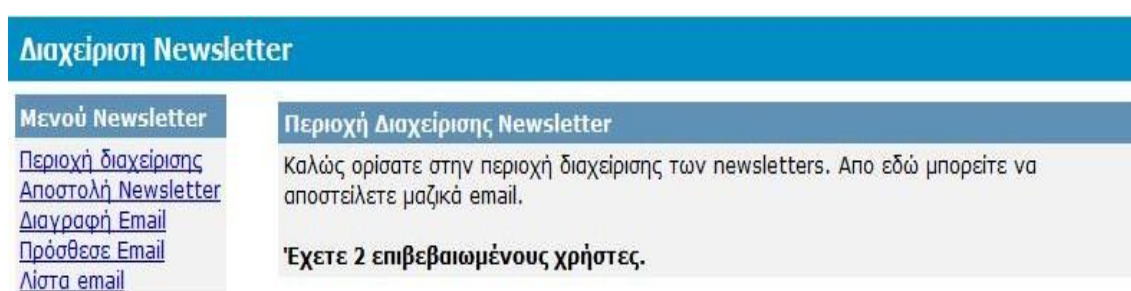 Διαχείριση Newsletter
Μενού Newsletter
Περιοχή διαχείρισης
Αποστολή Newsletter
Διαγραφή Email
Πρόσθεσε Email
Λίστα email
Περιοχή Διαχείρισης Newsletter
Καλώς ορίσατε στην περιοχή διαχείρισης των newsletters. Απο εδώ μπορείτε να
αποστείλετε μαζικά email.
Έχετε 2 επιβεβαιωμένους χρήστες.